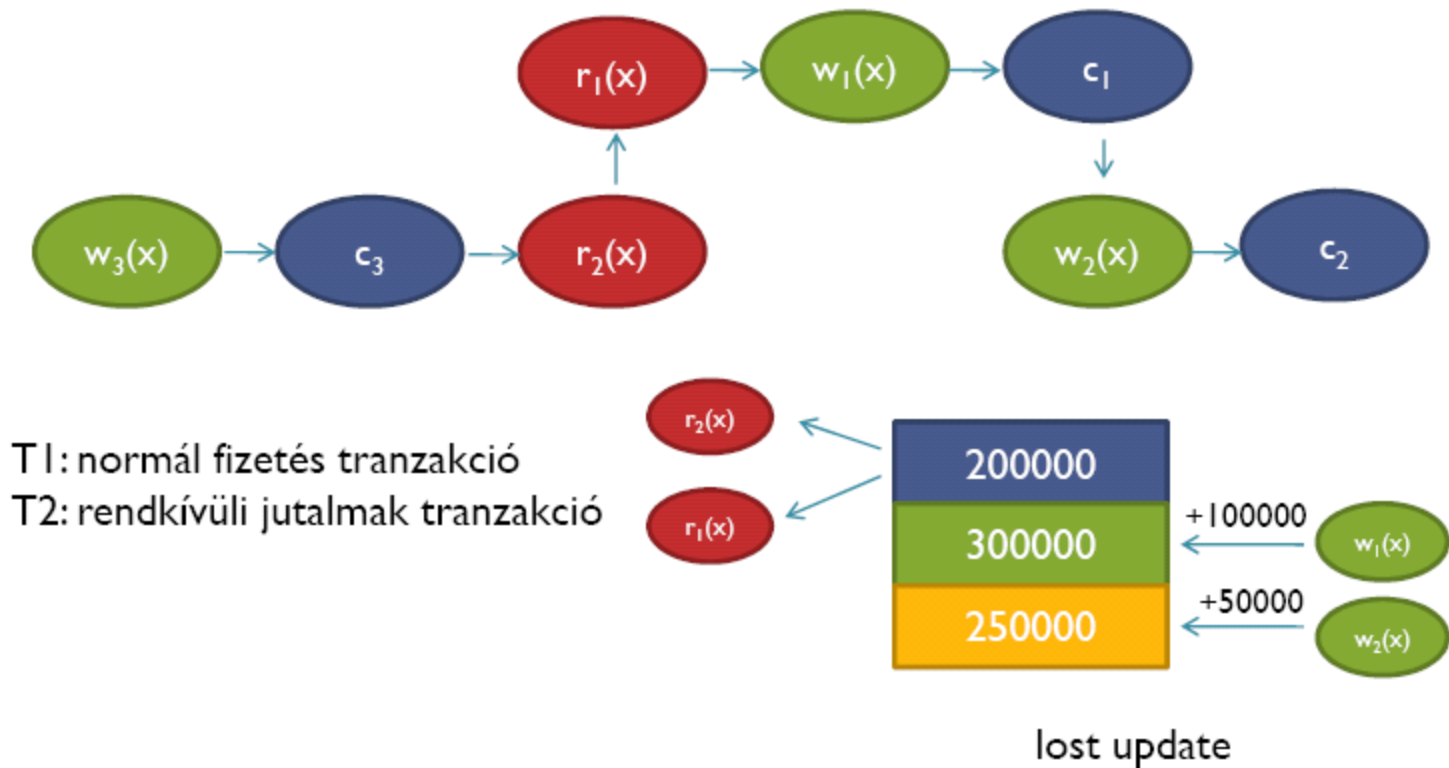 r₁(x) w₁(x) c₁
w₃(x) c₃ r₂(x) w₂(x) c₂
r₂(x)
T1: normál fizetés tranzakció
200000
T2: rendkívüli jutalmak tranzakció
r₁(x)
+100000
300000
w₁(x)
+50000
250000
w₂(x)
lost update